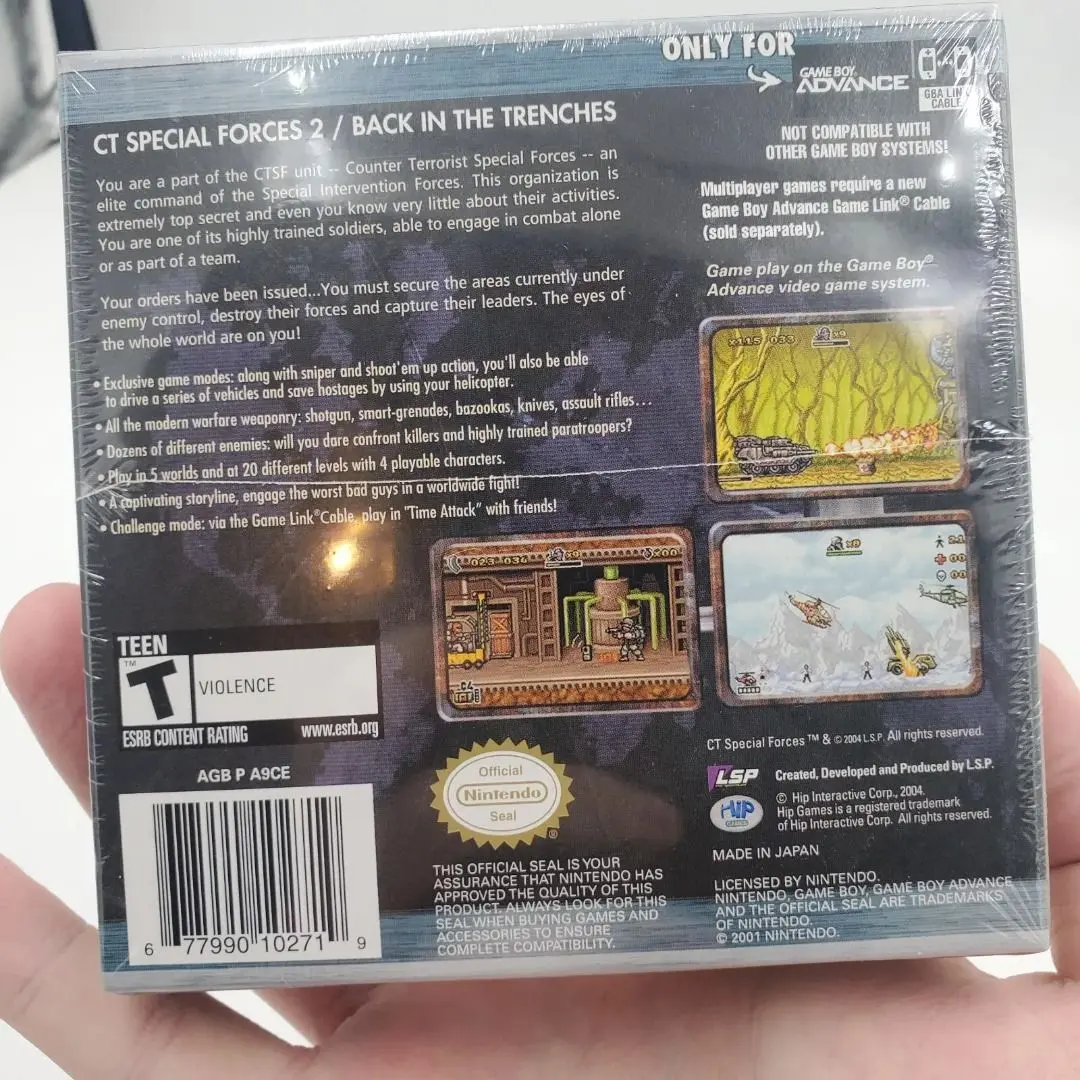 ONLY FOR
GAME BOY ADVANCE
GBA LINK
CABLE
CT SPECIAL FORCES 2 / BACK IN THE TRENCHES
You are a part of the CTSF unit -- Counter Terrorist Special Forces -- an
elite command of the Special Intervention Forces. This organization is
extremely top secret and even you know very little about their activities.
You are one of its highly trained soldiers, able to engage in combat alone
or as part of a team.
Your orders have been issued...You must secure the areas currently under
enemy control, destroy their forces and capture their leaders. The eyes of
the whole world are on you!
• Exclusive game modes: along with sniper and shoot'em up action, you'll also be able
to drive a series of vehicles and save hostages by using your helicopter.
• All the modern warfare weaponry: shotgun, smart-grenades, bazookas, knives, assault rifles...
• Dozens of different enemies: will you dare confront killers and highly trained paratroopers?
• Play in 5 worlds and at 20 different levels with 4 playable characters.
• A captivating storyline, engage the worst bad guys in a worldwide fight!
• Challenge mode: via the Game Link® Cable, play in "Time Attack" with friends!
NOT COMPATIBLE WITH
OTHER GAME BOY SYSTEMS!
Multiplayer games require a new
Game Boy Advance Game Link® Cable
(sold separately).
Game play on the Game Boy®
Advance video game system.
x115 033 x9
023-034 x9 x00
x9 21
00
00
TEEN
T™
VIOLENCE
ESRB CONTENT RATING www.esrb.org
AGB P A9CE
6 77990 10271 9
Official
Nintendo
Seal
®
THIS OFFICIAL SEAL IS YOUR
ASSURANCE THAT NINTENDO HAS
APPROVED THE QUALITY OF THIS
PRODUCT. ALWAYS LOOK FOR THIS
SEAL WHEN BUYING GAMES AND
ACCESSORIES TO ENSURE
COMPLETE COMPATIBILITY.
CT Special Forces ™ & © 2004 L.S.P. All rights reserved.
LSP Created, Developed and Produced by L.S.P.
HiP
GAMES
© Hip Interactive Corp., 2004.
Hip Games is a registered trademark
of Hip Interactive Corp. All rights reserved.
MADE IN JAPAN
LICENSED BY NINTENDO.
NINTENDO, GAME BOY, GAME BOY ADVANCE
AND THE OFFICIAL SEAL ARE TRADEMARKS
OF NINTENDO.
© 2001 NINTENDO.